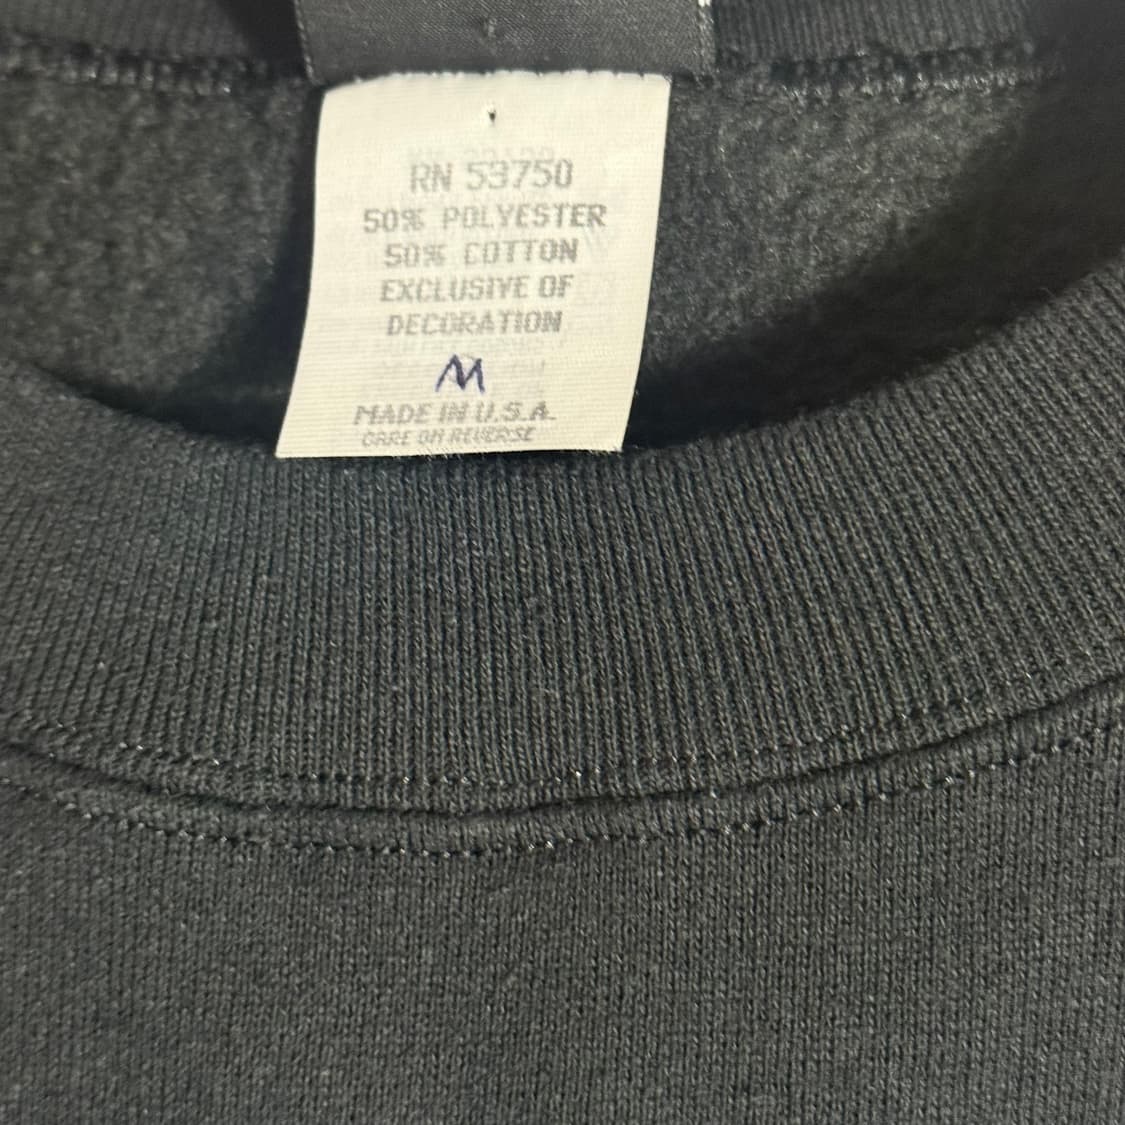 RN 53750
50% POLYESTER
50% COTTON
EXCLUSIVE OF
DECORATION
M
MADE IN U.S.A.
CARE ON REVERSE